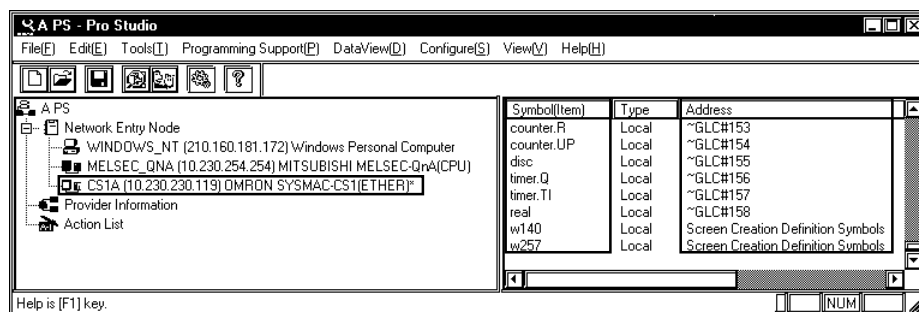 A PS - Pro Studio
File(F) Edit(E) Tools(T) Programming Support(P) DataView(D) Configure(S) View(V) Help(H)
A PS
Network Entry Node
WINDOWS_NT (210.160.181.172) Windows Personal Computer
MELSEC_QNA (10.230.254.254) MITSUBISHI MELSEC-QnA(CPU)
CS1A (10.230.230.119) OMRON SYSMAC-CS1(ETHER)*
Provider Information
Action List
Symbol(Item) Type Address
counter.R Local ~GLC#153
counter.UP Local ~GLC#154
disc Local ~GLC#155
timer.Q Local ~GLC#156
timer.TI Local ~GLC#157
real Local ~GLC#158
w140 Local Screen Creation Definition Symbols
w257 Local Screen Creation Definition Symbols
Help is [F1] key.
NUM